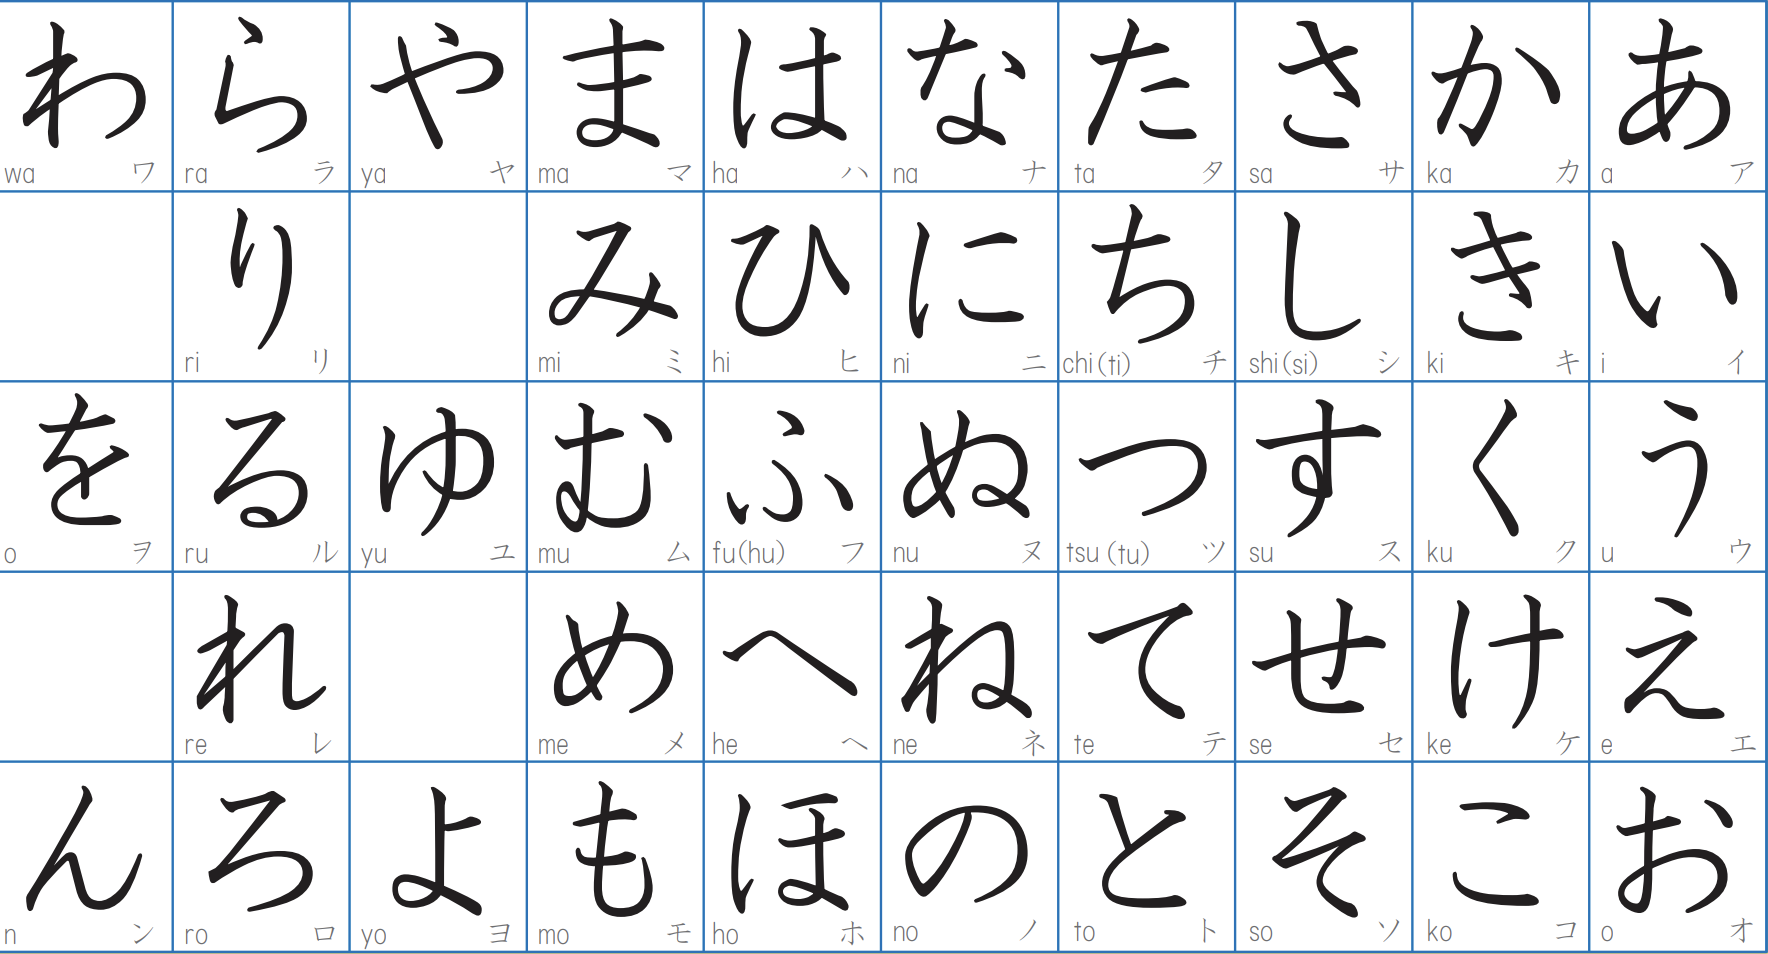 わ ら や ま は な た さ か あ
wa ワ ra ラ ya ヤ ma マ ha ハ na ナ ta タ sa サ ka カ a ア
り み ひ に ち し き い
ri リ mi ミ hi ヒ ni ニ chi(ti) チ shi(si) シ ki キ i イ
を る ゆ む ふ ぬ つ す く う
o ヲ ru ル yu ユ mu ム fu(hu) フ nu ヌ tsu(tu) ツ su ス ku ク u ウ
れ め へ ね て せ け え
re レ me メ he ヘ ne ネ te テ se セ ke ケ e エ
ん ろ よ も ほ の と そ こ お
n ン ro ロ yo ヨ mo モ ho ホ no ノ to ト so ソ ko コ o オ